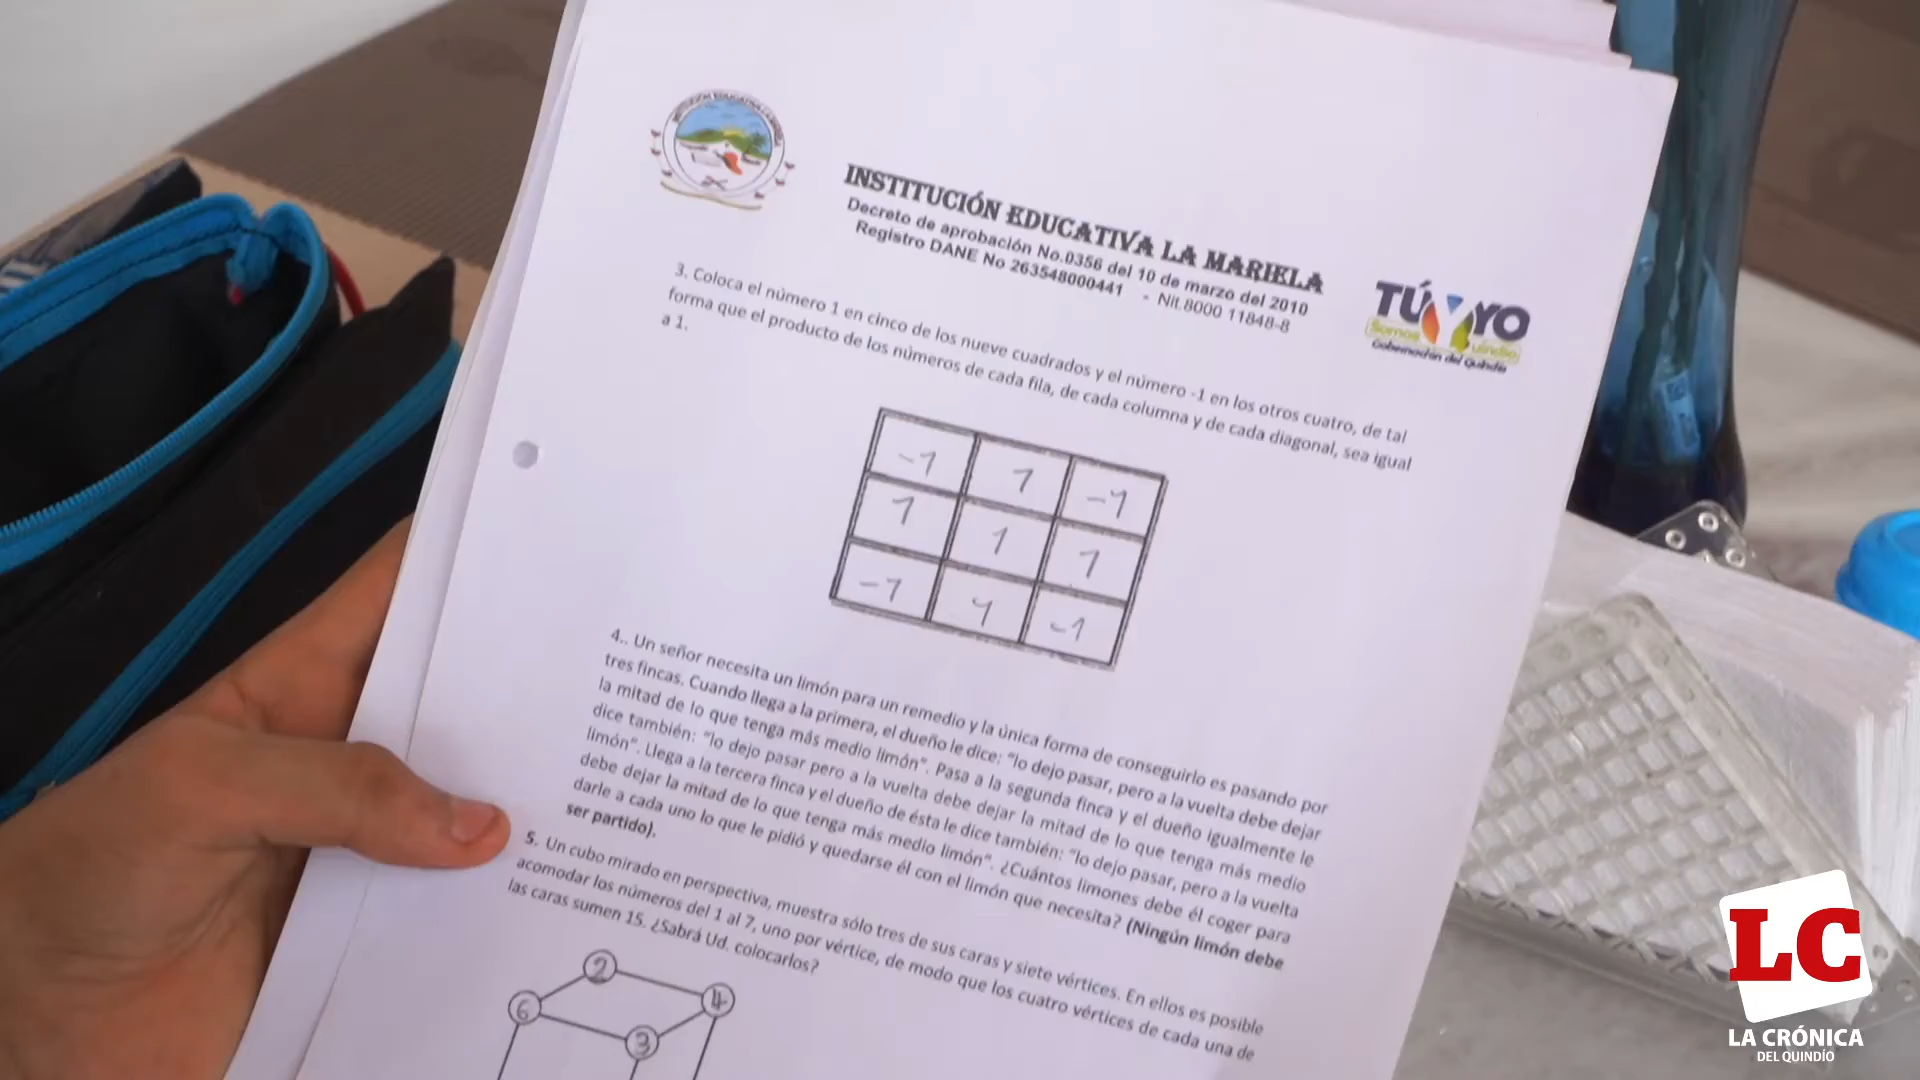 INSTITUCIÓN EDUCATIVA LA MARIELA
Decreto de aprobación No.0356 del 10 de marzo del 2010
Registro DANE No 263548000441 - Nit.8000 11848-8
TÚ Y YO
Somos Quindío
Gobernación del Quindío
3. Coloca el número 1 en cinco de los nueve cuadrados y el número -1 en los otros cuatro, de tal
forma que el producto de los números de cada fila, de cada columna y de cada diagonal, sea igual
a 1.
-1 1 -1
1 1 1
-1 1 -1
4.. Un señor necesita un limón para un remedio y la única forma de conseguirlo es pasando por
tres fincas. Cuando llega a la primera, el dueño le dice: "lo dejo pasar, pero a la vuelta debe dejar
la mitad de lo que tenga más medio limón". Pasa a la segunda finca y el dueño igualmente le
dice también: "lo dejo pasar pero a la vuelta debe dejar la mitad de lo que tenga más medio
limón". Llega a la tercera finca y el dueño de ésta le dice también: "lo dejo pasar, pero a la vuelta
debe dejar la mitad de lo que tenga más medio limón". ¿Cuántos limones debe él coger para
darle a cada uno lo que le pidió y quedarse él con el limón que necesita? (Ningún limón debe
ser partido).
5. Un cubo mirado en perspectiva, muestra sólo tres de sus caras y siete vértices. En ellos es posible
acomodar los números del 1 al 7, uno por vértice, de modo que los cuatro vértices de cada una de
las caras sumen 15. ¿Sabrá Ud. colocarlos?
2
6
4
3
LC
LA CRÓNICA
DEL QUINDÍO